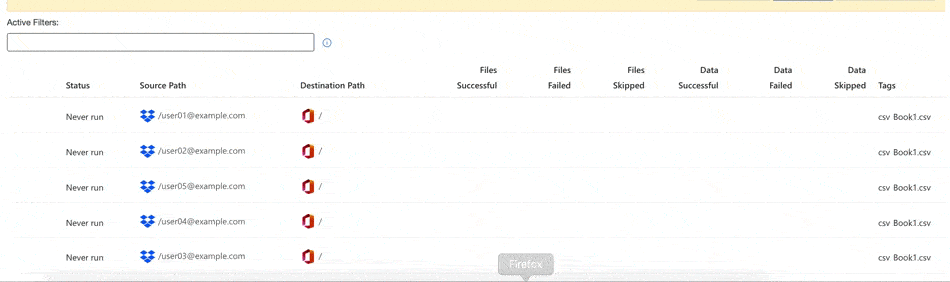 Active Filters:
Files Files Files Data Data Data
Status Source Path Destination Path Successful Failed Skipped Successful Failed Skipped Tags
Never run /user01@example.com / csv Book1.csv
Never run /user02@example.com / csv Book1.csv
Never run /user05@example.com / csv Book1.csv
Never run /user04@example.com / csv Book1.csv
Never run /user03@example.com / csv Book1.csv
Firefox